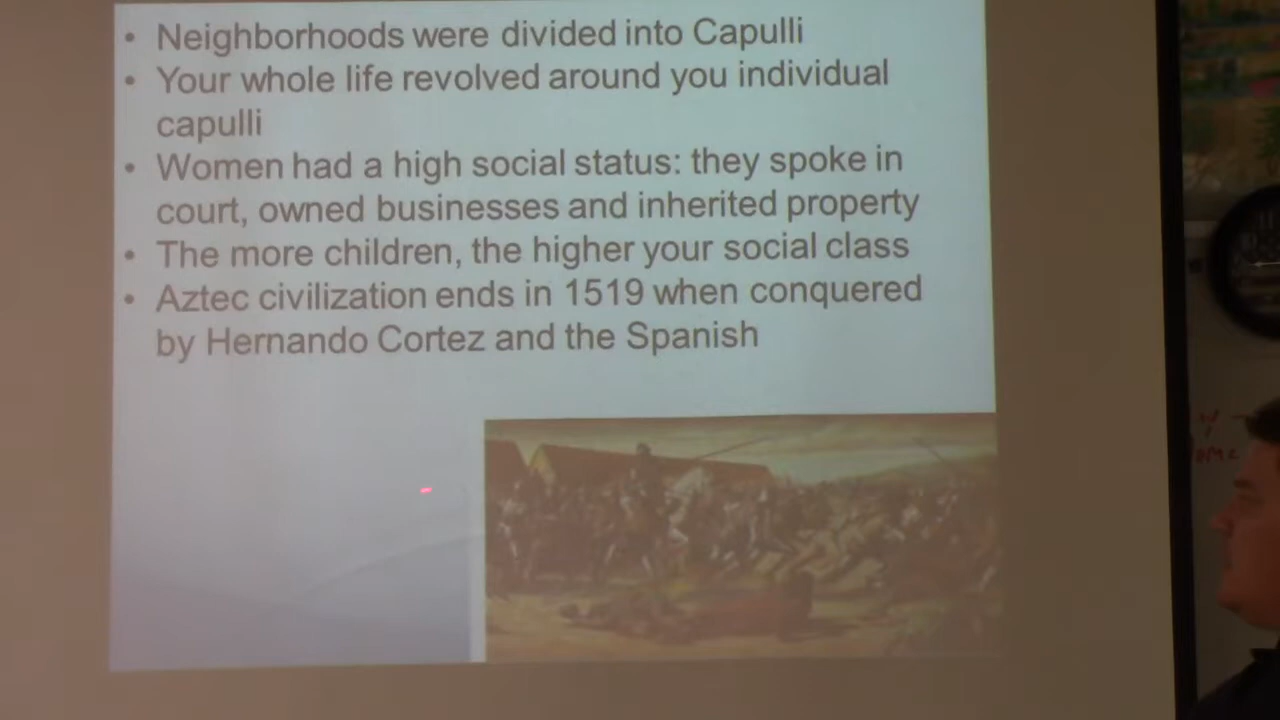 • Neighborhoods were divided into Capulli
• Your whole life revolved around you individual
capulli
• Women had a high social status: they spoke in
court, owned businesses and inherited property
• The more children, the higher your social class
• Aztec civilization ends in 1519 when conquered
by Hernando Cortez and the Spanish